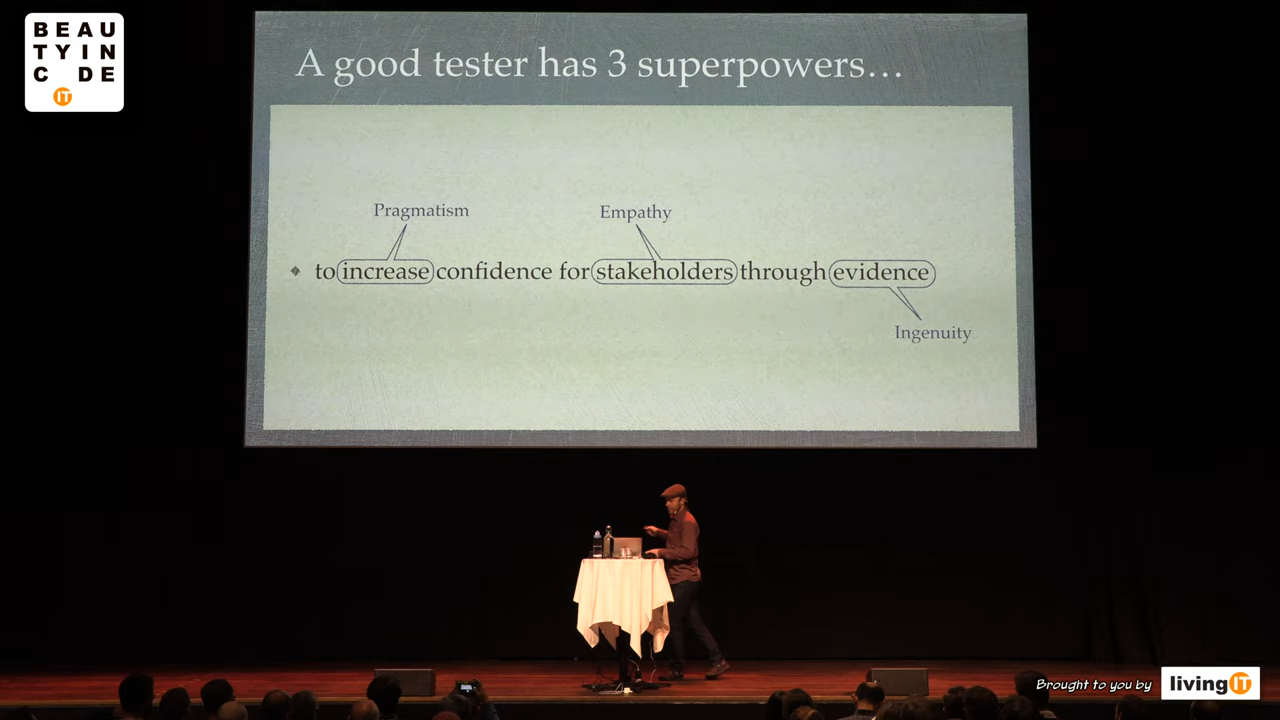 BEAU
TYIN
C DE
IT
A good tester has 3 superpowers...
Pragmatism
Empathy
to increase confidence for stakeholders through evidence
Ingenuity
Brought to you by
livingIT